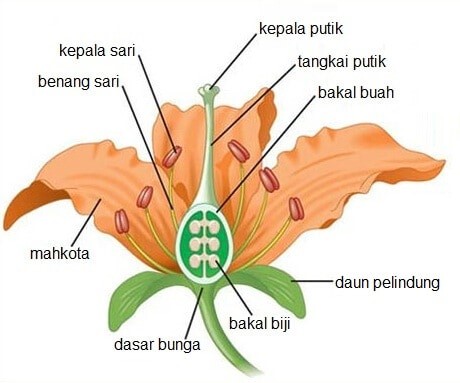 kepala putik
kepala sari
tangkai putik
benang sari
bakal buah
mahkota
daun pelindung
bakal biji
dasar bunga